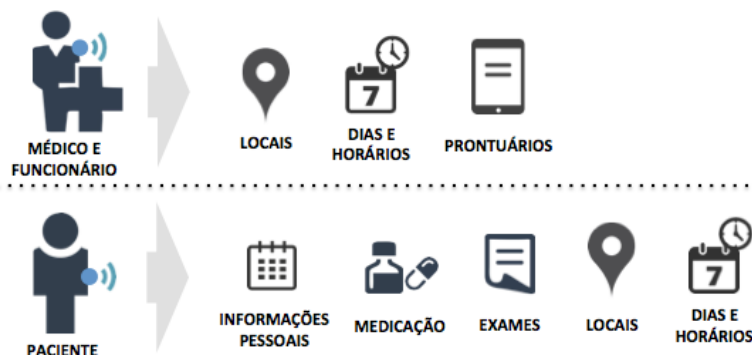 MÉDICO E
FUNCIONÁRIO
LOCAIS
7
DIAS E
HORÁRIOS
PRONTUÁRIOS
PACIENTE
INFORMAÇÕES
PESSOAIS
MEDICAÇÃO
EXAMES
LOCAIS
7
DIAS E
HORÁRIOS